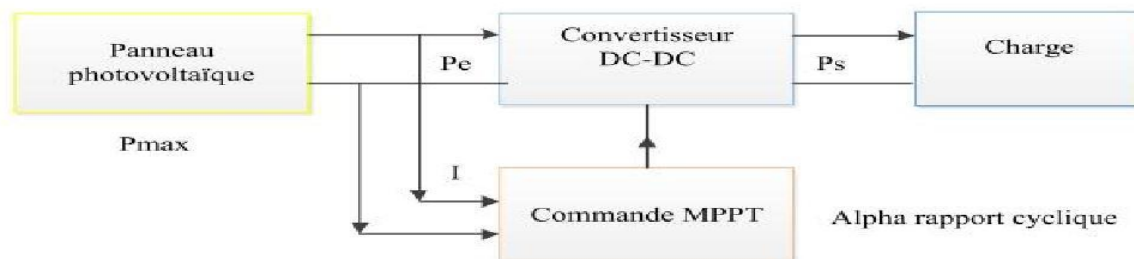 Panneau
photovoltaïque
Pmax
Pe
I
Convertisseur
DC-DC
Ps
Charge
Commande MPPT
Alpha rapport cyclique